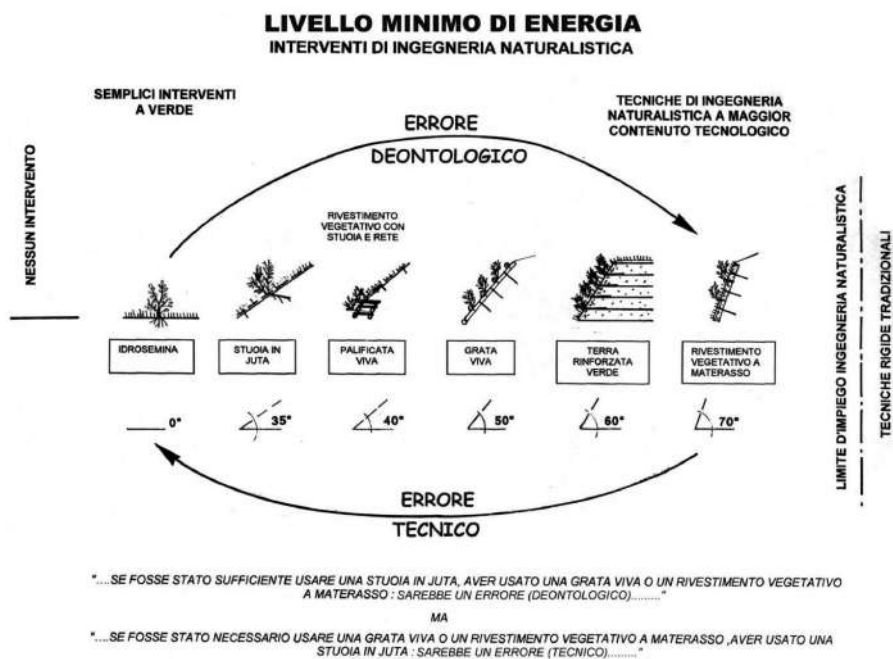 LIVELLO MINIMO DI ENERGIA
INTERVENTI DI INGEGNERIA NATURALISTICA
SEMPLICI INTERVENTI
A VERDE
TECNICHE DI INGEGNERIA
NATURALISTICA A MAGGIOR
CONTENUTO TECNOLOGICO
ERRORE
DEONTOLOGICO
NESSUN INTERVENTO
RIVESTIMENTO
VEGETATIVO CON
STUOIA E RETE
IDROSEMINA
STUOIA IN
JUTA
PALIFICATA
VIVA
GRATA
VIVA
TERRA
RINFORZATA
VERDE
RIVESTIMENTO
VEGETATIVO A
MATERASSO
0°
35°
40°
50°
60°
70°
LIMITE D'IMPIEGO INGEGNERIA NATURALISTICA
TECNICHE RIGIDE TRADIZIONALI
ERRORE
TECNICO
"....SE FOSSE STATO SUFFICIENTE USARE UNA STUOIA IN JUTA, AVER USATO UNA GRATA VIVA O UN RIVESTIMENTO VEGETATIVO
A MATERASSO : SAREBBE UN ERRORE (DEONTOLOGICO)........."
MA
"....SE FOSSE STATO NECESSARIO USARE UNA GRATA VIVA O UN RIVESTIMENTO VEGETATIVO A MATERASSO ,AVER USATO UNA
STUOIA IN JUTA : SAREBBE UN ERRORE (TECNICO)........."